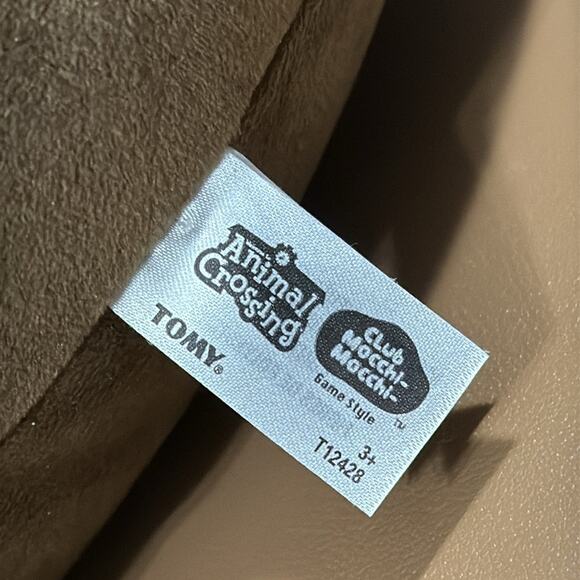 Animal
Crossing
CLUB
MOCCHI-
MOCCHI-
Game Style
™
TOMY®
3+
T12428